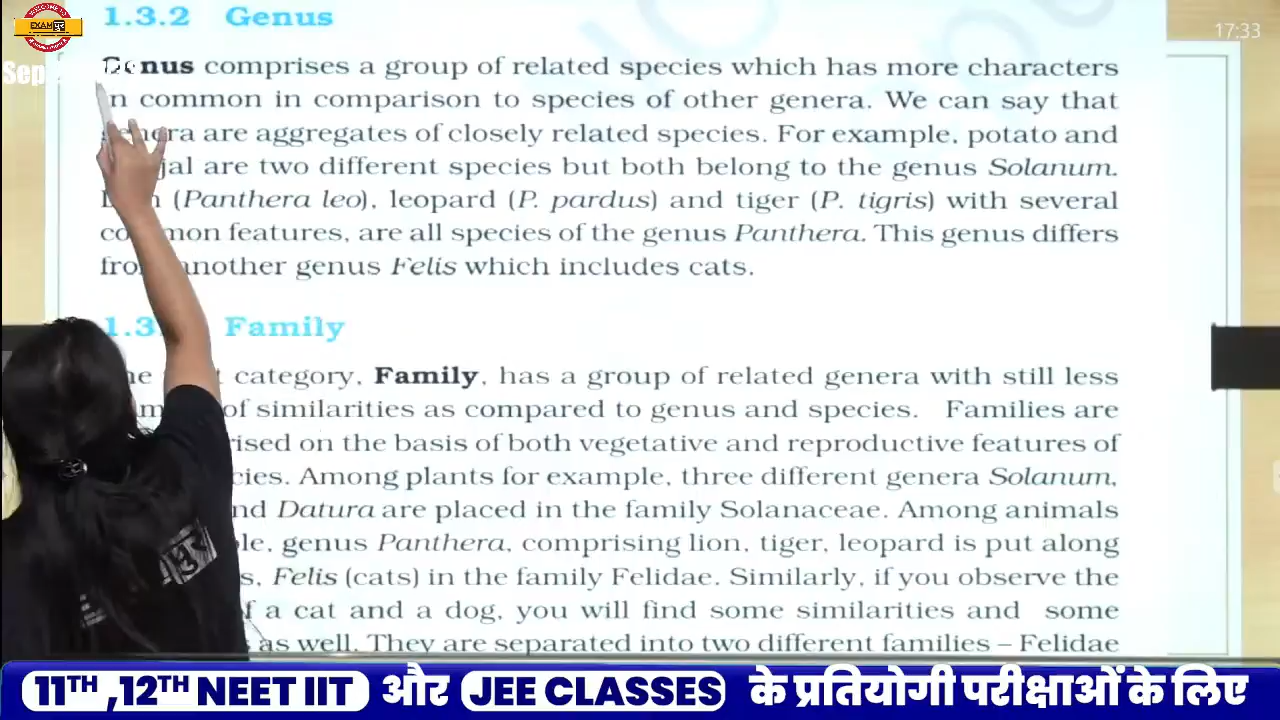 WELCOME TO
EXAM पुर
17:33
Sep
1.3.2 Genus
Genus comprises a group of related species which has more characters
in common in comparison to species of other genera. We can say that
genera are aggregates of closely related species. For example, potato and
jal are two different species but both belong to the genus Solanum.
(Panthera leo), leopard (P. pardus) and tiger (P. tigris) with several
common features, are all species of the genus Panthera. This genus differs
from another genus Felis which includes cats.
1.3. Family
category, Family, has a group of related genera with still less
of similarities as compared to genus and species. Families are
rised on the basis of both vegetative and reproductive features of
cies. Among plants for example, three different genera Solanum,
nd Datura are placed in the family Solanaceae. Among animals
ple, genus Panthera, comprising lion, tiger, leopard is put along
s, Felis (cats) in the family Felidae. Similarly, if you observe the
f a cat and a dog, you will find some similarities and some
as well. They are separated into two different families – Felidae
पुर
11TH ,12TH NEET IIT और JEE CLASSES के प्रतियोगी परीक्षाओं के लिए